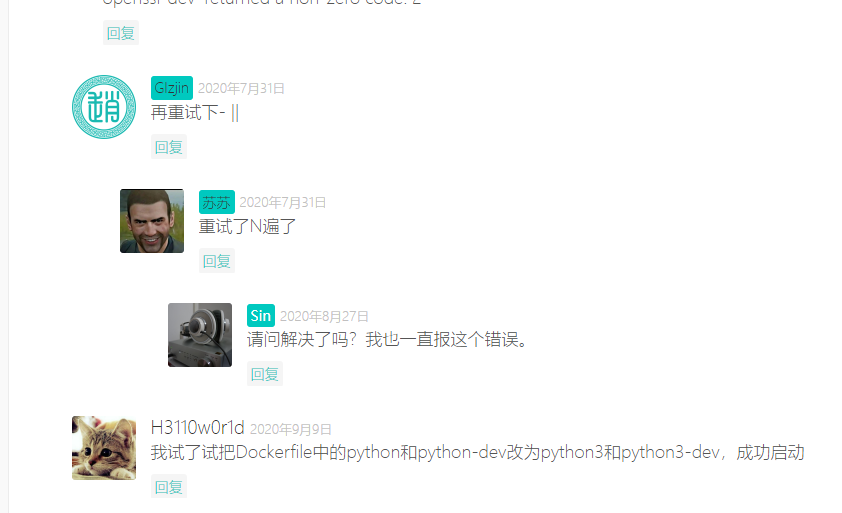 openssl-dev' returned a non-zero code: 2
回复
Glzjin 2020年7月31日
再重试下- ||
回复
苏苏 2020年7月31日
重试了N遍了
回复
Sin 2020年8月27日
请问解决了吗？我也一直报这个错误。
回复
H3110w0r1d 2020年9月9日
我试了试把Dockerfile中的python和python-dev改为python3和python3-dev，成功启动
回复